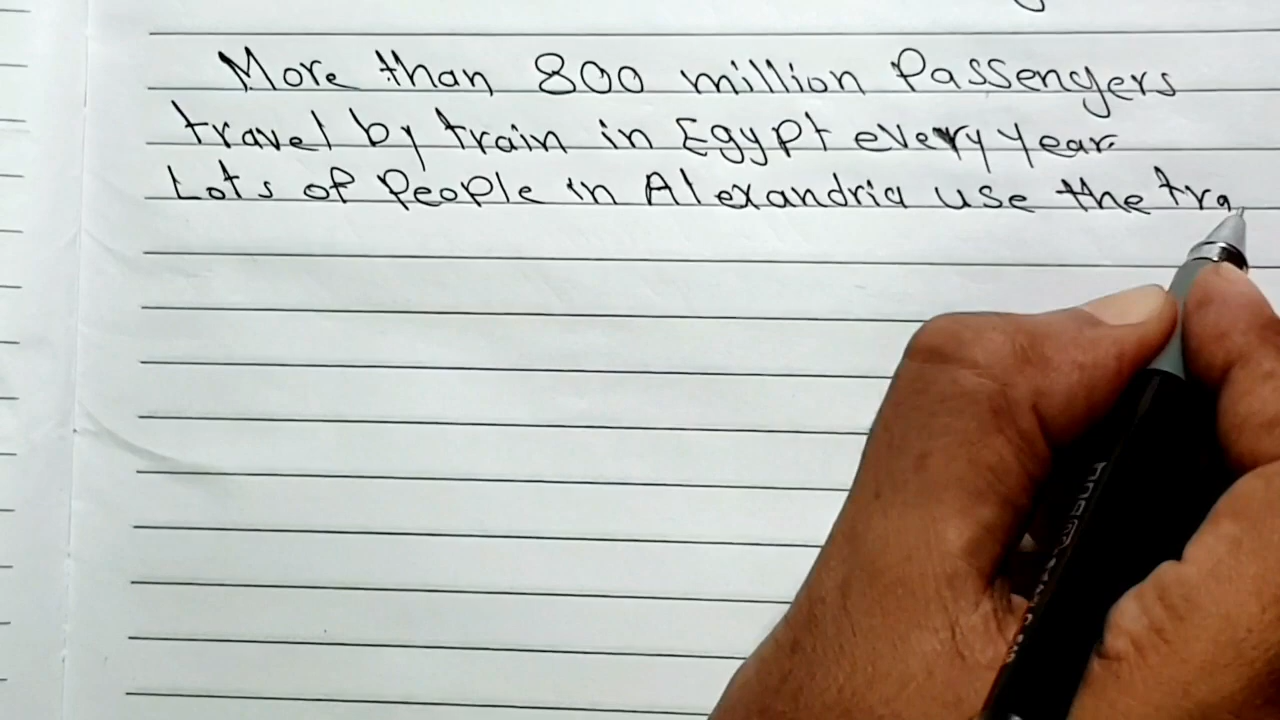 More than 800 million Passengers
travel by train in Egypt every year.
Lots of People in Alexandria use the tra